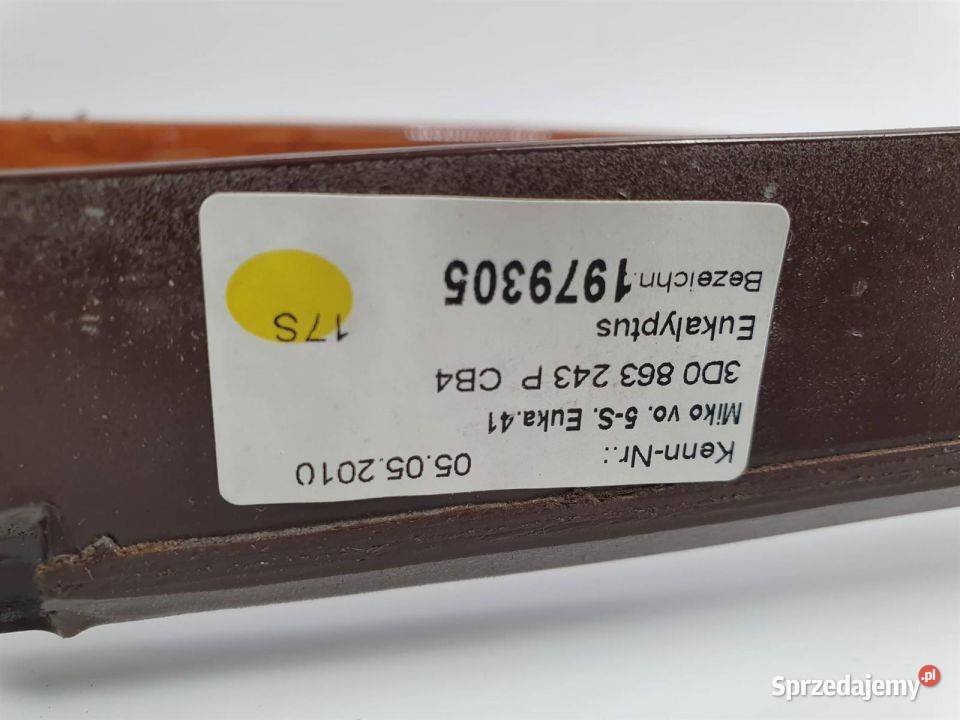 Kenn-Nr.: 05.05.2010
Miko vo. 5-S. Euka.41
3D0 863 243 P CB4
Eukalyptus 17S
Bezeichn. 1979305
Sprzedajemy.pl